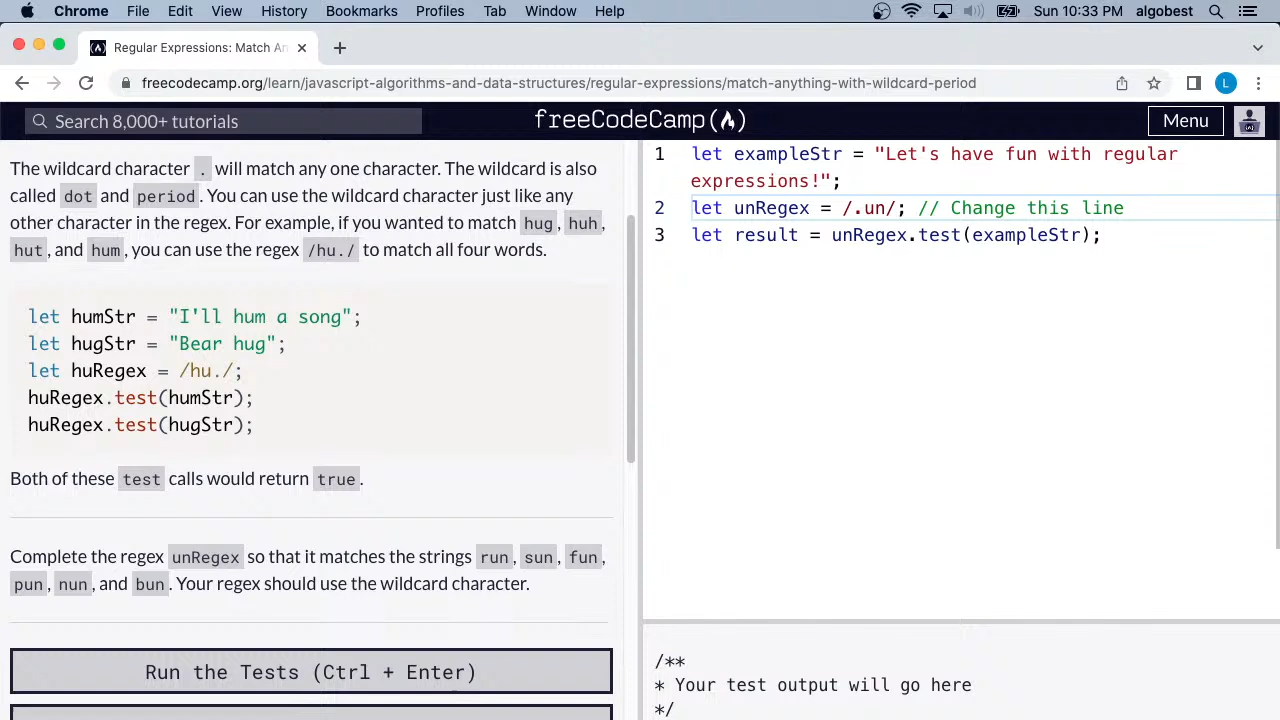 Chrome File Edit View History Bookmarks Profiles Tab Window Help Sun 10:33 PM algobest
Regular Expressions: Match An
freecodecamp.org/learn/javascript-algorithms-and-data-structures/regular-expressions/match-anything-with-wildcard-period L
Search 8,000+ tutorials freeCodeCamp Menu
The wildcard character . will match any one character. The wildcard is also
called dot and period. You can use the wildcard character just like any
other character in the regex. For example, if you wanted to match hug, huh,
hut, and hum, you can use the regex /hu./ to match all four words.
let humStr = "I'll hum a song";
let hugStr = "Bear hug";
let huRegex = /hu./;
huRegex.test(humStr);
huRegex.test(hugStr);
Both of these test calls would return true.
Complete the regex unRegex so that it matches the strings run, sun, fun,
pun, nun, and bun. Your regex should use the wildcard character.
Run the Tests (Ctrl + Enter)
1 let exampleStr = "Let's have fun with regular
expressions!";
2 let unRegex = /.un/; // Change this line
3 let result = unRegex.test(exampleStr);
/**
* Your test output will go here
*/